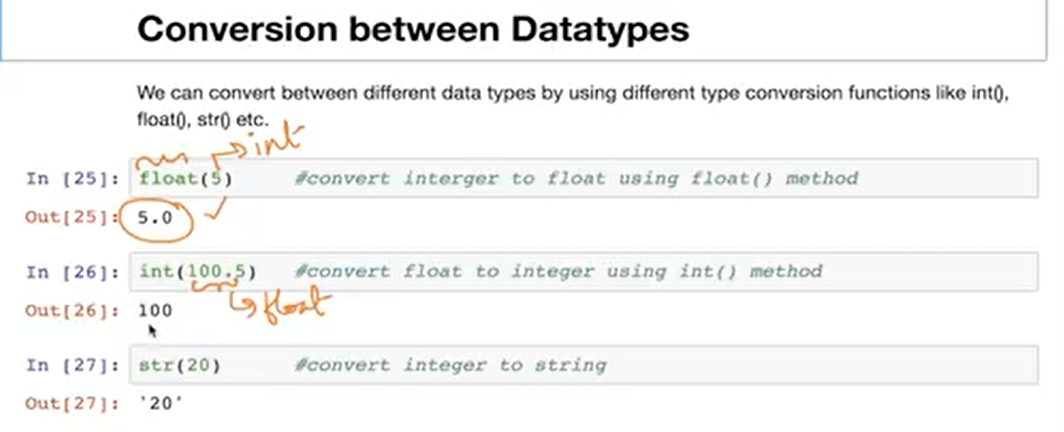 Conversion between Datatypes
We can convert between different data types by using different type conversion functions like int(),
float(), str() etc.
int
In [25]: float(5) #convert interger to float using float() method
Out[25]: 5.0
In [26]: int(100.5) #convert float to integer using int() method
float
Out[26]: 100
In [27]: str(20) #convert integer to string
Out[27]: '20'